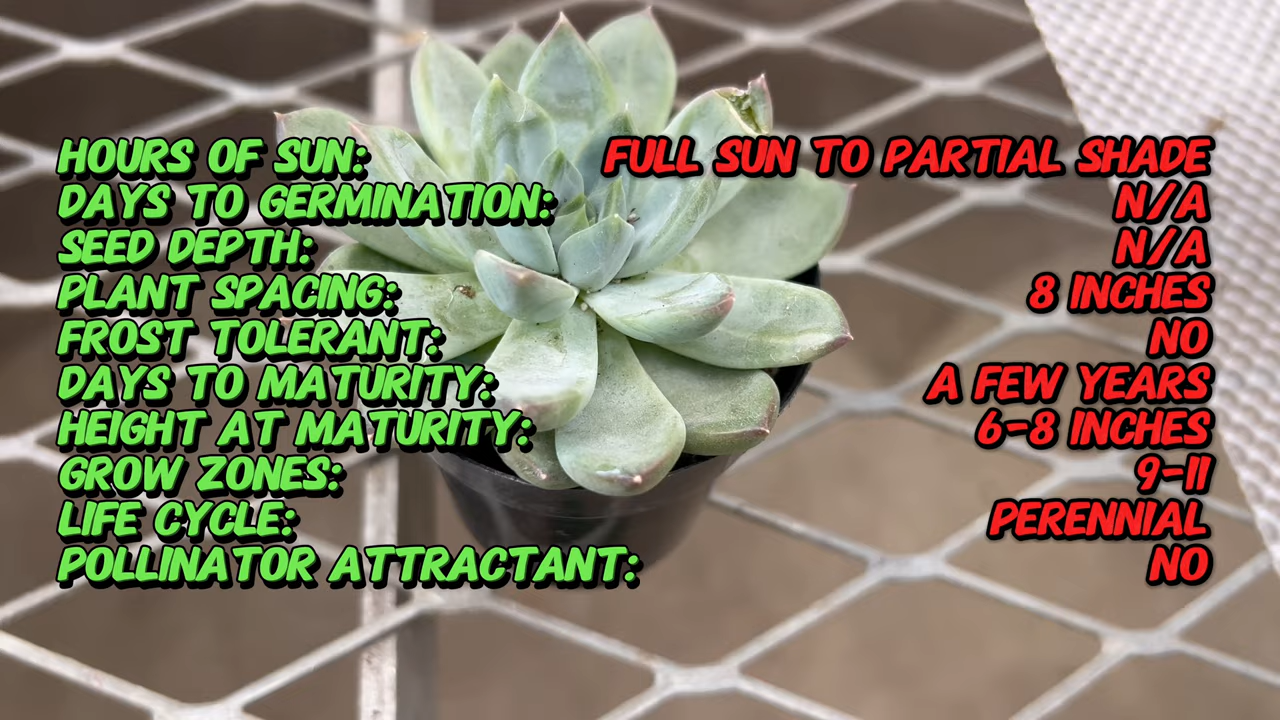 HOURS OF SUN: FULL SUN TO PARTIAL SHADE
DAYS TO GERMINATION: N/A
SEED DEPTH: N/A
PLANT SPACING: 8 INCHES
FROST TOLERANT: NO
DAYS TO MATURITY: A FEW YEARS
HEIGHT AT MATURITY: 6-8 INCHES
GROW ZONES: 9-11
LIFE CYCLE: PERENNIAL
POLLINATOR ATTRACTANT: NO